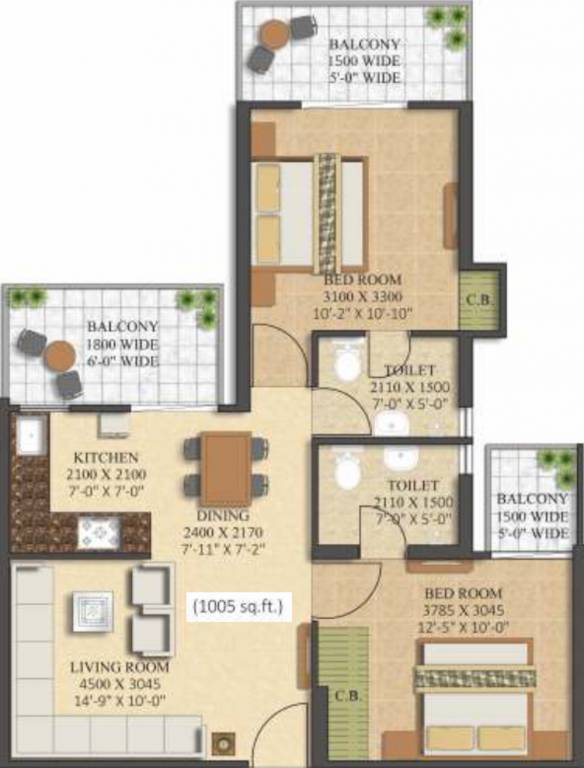 BALCONY
1500 WIDE
5'-0" WIDE
BED ROOM
3100 X 3300
10'-2" X 10'-10"
C.B.
BALCONY
1800 WIDE
6'-0" WIDE
TOILET
2110 X 1500
7'-0" X 5'-0"
KITCHEN
2100 X 2100
7'-0" X 7'-0"
DINING
2400 X 2170
7'-11" X 7'-2"
TOILET
2110 X 1500
7'-0" X 5'-0"
BALCONY
1500 WIDE
5'-0" WIDE
(1005 sq.ft.)
BED ROOM
3785 X 3045
12'-5" X 10'-0"
LIVING ROOM
4500 X 3045
14'-9" X 10'-0"
C.B.